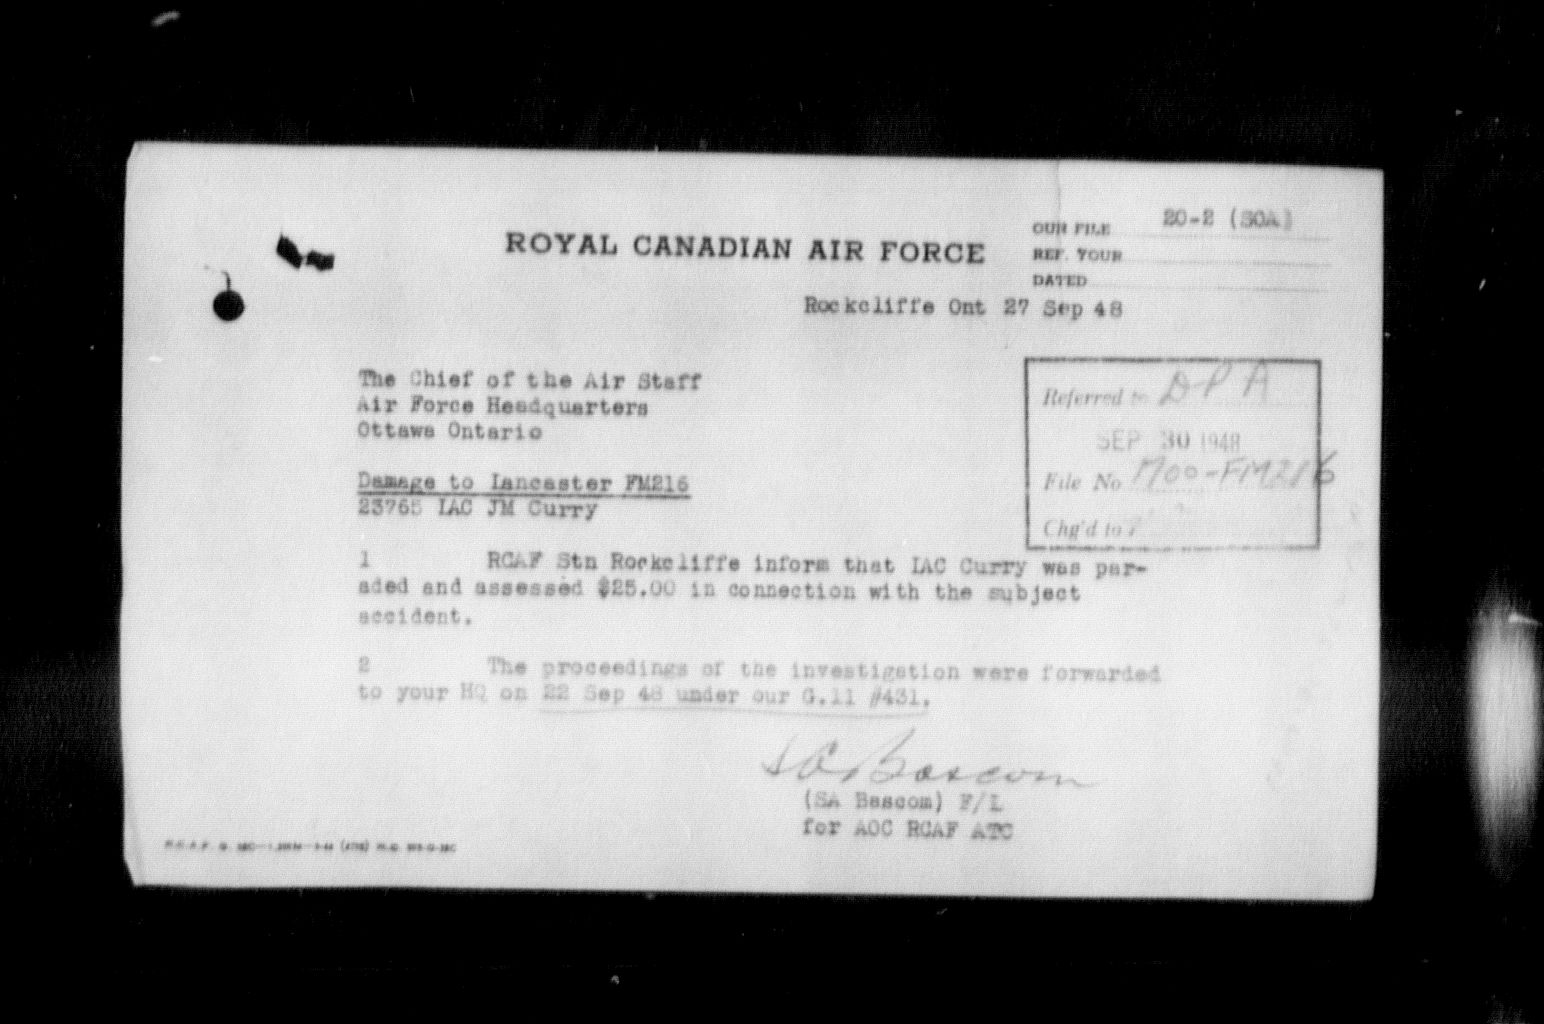 ROYAL CANADIAN AIR FORCE
OUR FILE 20-2 (SOA)
REF. YOUR
DATED
Rockcliffe Ont 27 Sep 48
The Chief of the Air Staff
Air Force Headquarters
Ottawa Ontario
Referred to DPA
SEP 30 1948
File No 1700-FM216
Chg'd to
Damage to Lancaster FM216
23765 LAC JM Curry
1 RCAF Stn Rockcliffe inform that LAC Curry was par-
aded and assessed $25.00 in connection with the subject
accident.
2 The proceedings of the investigation were forwarded
to your HQ on 22 Sep 48 under our G.11 #431.
SA Bascom
(SA Bascom) F/L
for AOC RCAF ATC